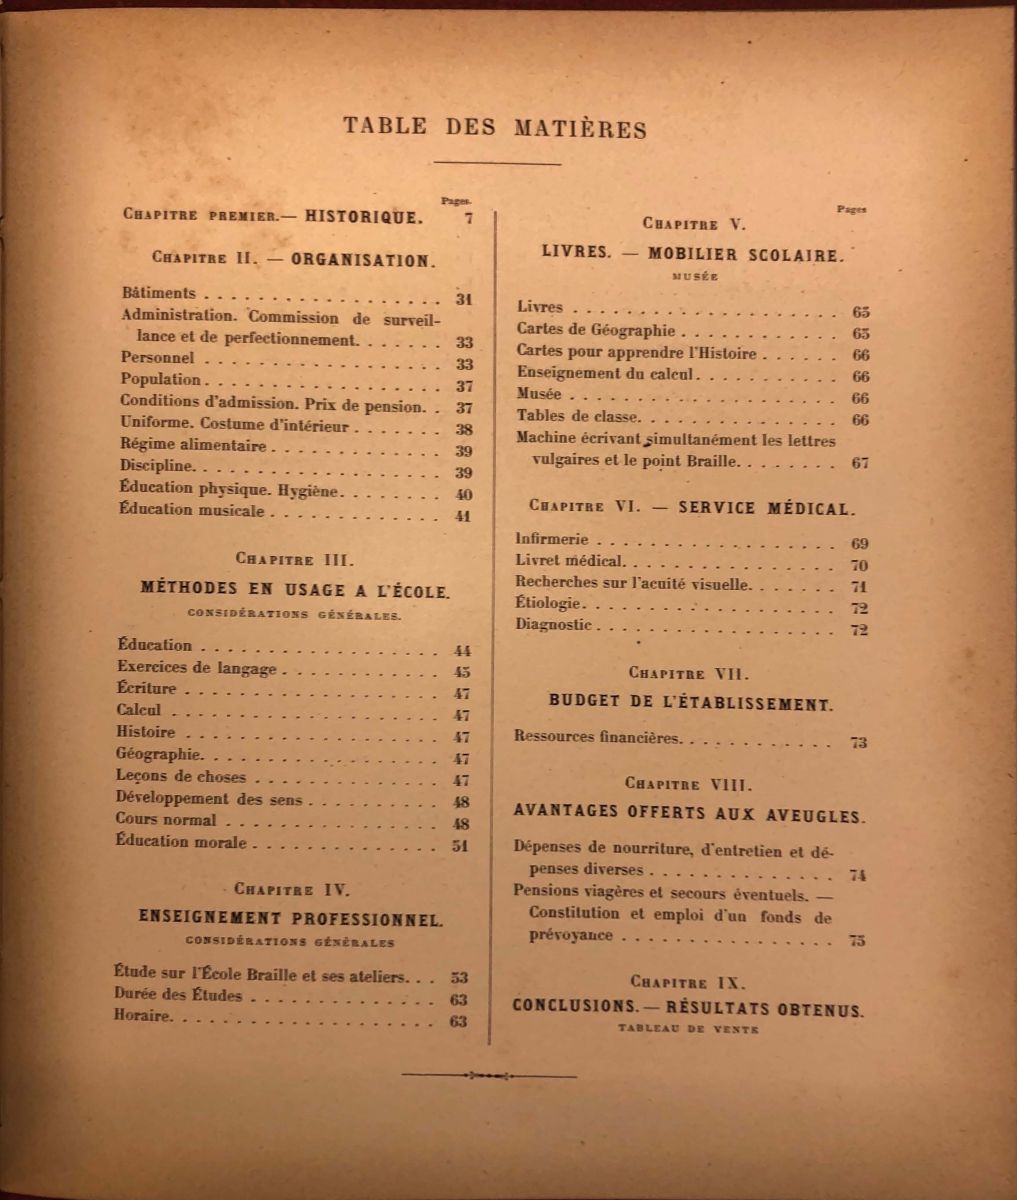 TABLE DES MATIÈRES
Pages.
CHAPITRE PREMIER.— HISTORIQUE. 7
CHAPITRE II. — ORGANISATION.
Bâtiments . . . . . . . . . . . . . . . . . . 31
Administration. Commission de surveil-
lance et de perfectionnement. . . . . . . 33
Personnel . . . . . . . . . . . . . . . . . . 33
Population. . . . . . . . . . . . . . . . . . 37
Conditions d'admission. Prix de pension. . 37
Uniforme. Costume d'intérieur . . . . . . . 38
Régime alimentaire . . . . . . . . . . . . . 39
Discipline. . . . . . . . . . . . . . . . . . 39
Éducation physique. Hygiène. . . . . . . . 40
Éducation musicale . . . . . . . . . . . . . 41
CHAPITRE III.
MÉTHODES EN USAGE A L'ÉCOLE.
CONSIDÉRATIONS GÉNÉRALES.
Éducation . . . . . . . . . . . . . . . . . . 44
Exercices de langage . . . . . . . . . . . . 45
Écriture . . . . . . . . . . . . . . . . . . . 47
Calcul . . . . . . . . . . . . . . . . . . . . 47
Histoire . . . . . . . . . . . . . . . . . . . 47
Géographie. . . . . . . . . . . . . . . . . . 47
Leçons de choses . . . . . . . . . . . . . . 47
Développement des sens . . . . . . . . . . 48
Cours normal . . . . . . . . . . . . . . . . 48
Éducation morale . . . . . . . . . . . . . . 51
CHAPITRE IV.
ENSEIGNEMENT PROFESSIONNEL.
CONSIDÉRATIONS GÉNÉRALES
Étude sur l'École Braille et ses ateliers. . . 53
Durée des Études . . . . . . . . . . . . . . 63
Horaire. . . . . . . . . . . . . . . . . . . . 63
Pages
CHAPITRE V.
LIVRES. — MOBILIER SCOLAIRE.
MUSÉE
Livres . . . . . . . . . . . . . . . . . . . . 65
Cartes de Géographie . . . . . . . . . . . . 65
Cartes pour apprendre l'Histoire . . . . . . 66
Enseignement du calcul. . . . . . . . . . . 66
Musée . . . . . . . . . . . . . . . . . . . . 66
Tables de classe. . . . . . . . . . . . . . . 66
Machine écrivant simultanément les lettres
vulgaires et le point Braille. . . . . . . . 67
CHAPITRE VI. — SERVICE MÉDICAL.
Infirmerie . . . . . . . . . . . . . . . . . . 69
Livret médical. . . . . . . . . . . . . . . . 70
Recherches sur l'acuité visuelle. . . . . . . 71
Étiologie. . . . . . . . . . . . . . . . . . . 72
Diagnostic . . . . . . . . . . . . . . . . . . 72
CHAPITRE VII.
BUDGET DE L'ÉTABLISSEMENT.
Ressources financières. . . . . . . . . . . . 73
CHAPITRE VIII.
AVANTAGES OFFERTS AUX AVEUGLES.
Dépenses de nourriture, d'entretien et dé-
penses diverses . . . . . . . . . . . . . . 74
Pensions viagères et secours éventuels. —
Constitution et emploi d'un fonds de
prévoyance . . . . . . . . . . . . . . . . 75
CHAPITRE IX.
CONCLUSIONS. — RÉSULTATS OBTENUS.
TABLEAU DE VENTE